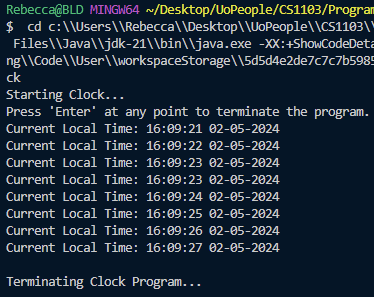 Rebecca@BLD MINGW64 ~/Desktop/UoPeople/CS1103/Program
$  cd c:\\Users\\Rebecca\\Desktop\\UoPeople\\CS1103\\
 Files\\Java\\jdk-21\\bin\\java.exe -XX:+ShowCodeDeta
ng\\Code\\User\\workspaceStorage\\5d5d4e2de7c7c7b5985
ck
Starting Clock...
Press 'Enter' at any point to terminate the program.
Current Local Time: 16:09:21 02-05-2024
Current Local Time: 16:09:22 02-05-2024
Current Local Time: 16:09:23 02-05-2024
Current Local Time: 16:09:23 02-05-2024
Current Local Time: 16:09:24 02-05-2024
Current Local Time: 16:09:25 02-05-2024
Current Local Time: 16:09:26 02-05-2024
Current Local Time: 16:09:27 02-05-2024
Terminating Clock Program...